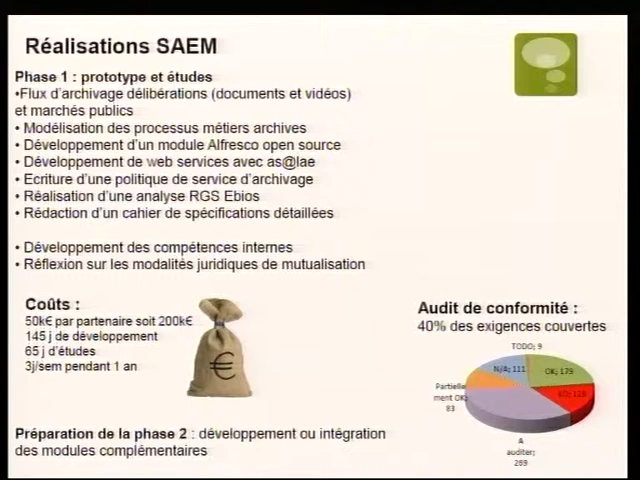 Réalisations SAEM
Phase 1 : prototype et études
•Flux d'archivage délibérations (documents et vidéos)
et marchés publics
• Modélisation des processus métiers archives
• Développement d'un module Alfresco open source
• Développement de web services avec as@lae
• Ecriture d'une politique de service d'archivage
• Réalisation d'une analyse RGS Ebios
• Rédaction d'un cahier de spécifications détaillées
• Développement des compétences internes
• Réflexion sur les modalités juridiques de mutualisation
Coûts :
50k€ par partenaire soit 200k€
145 j de développement
65 j d'études
3j/sem pendant 1 an
€
Audit de conformité :
40% des exigences couvertes
TODO; 9
N/A; 111
OK; 179
Partielle
ment OK;
83
KO; 128
A
auditer;
269
Préparation de la phase 2 : développement ou intégration
des modules complémentaires